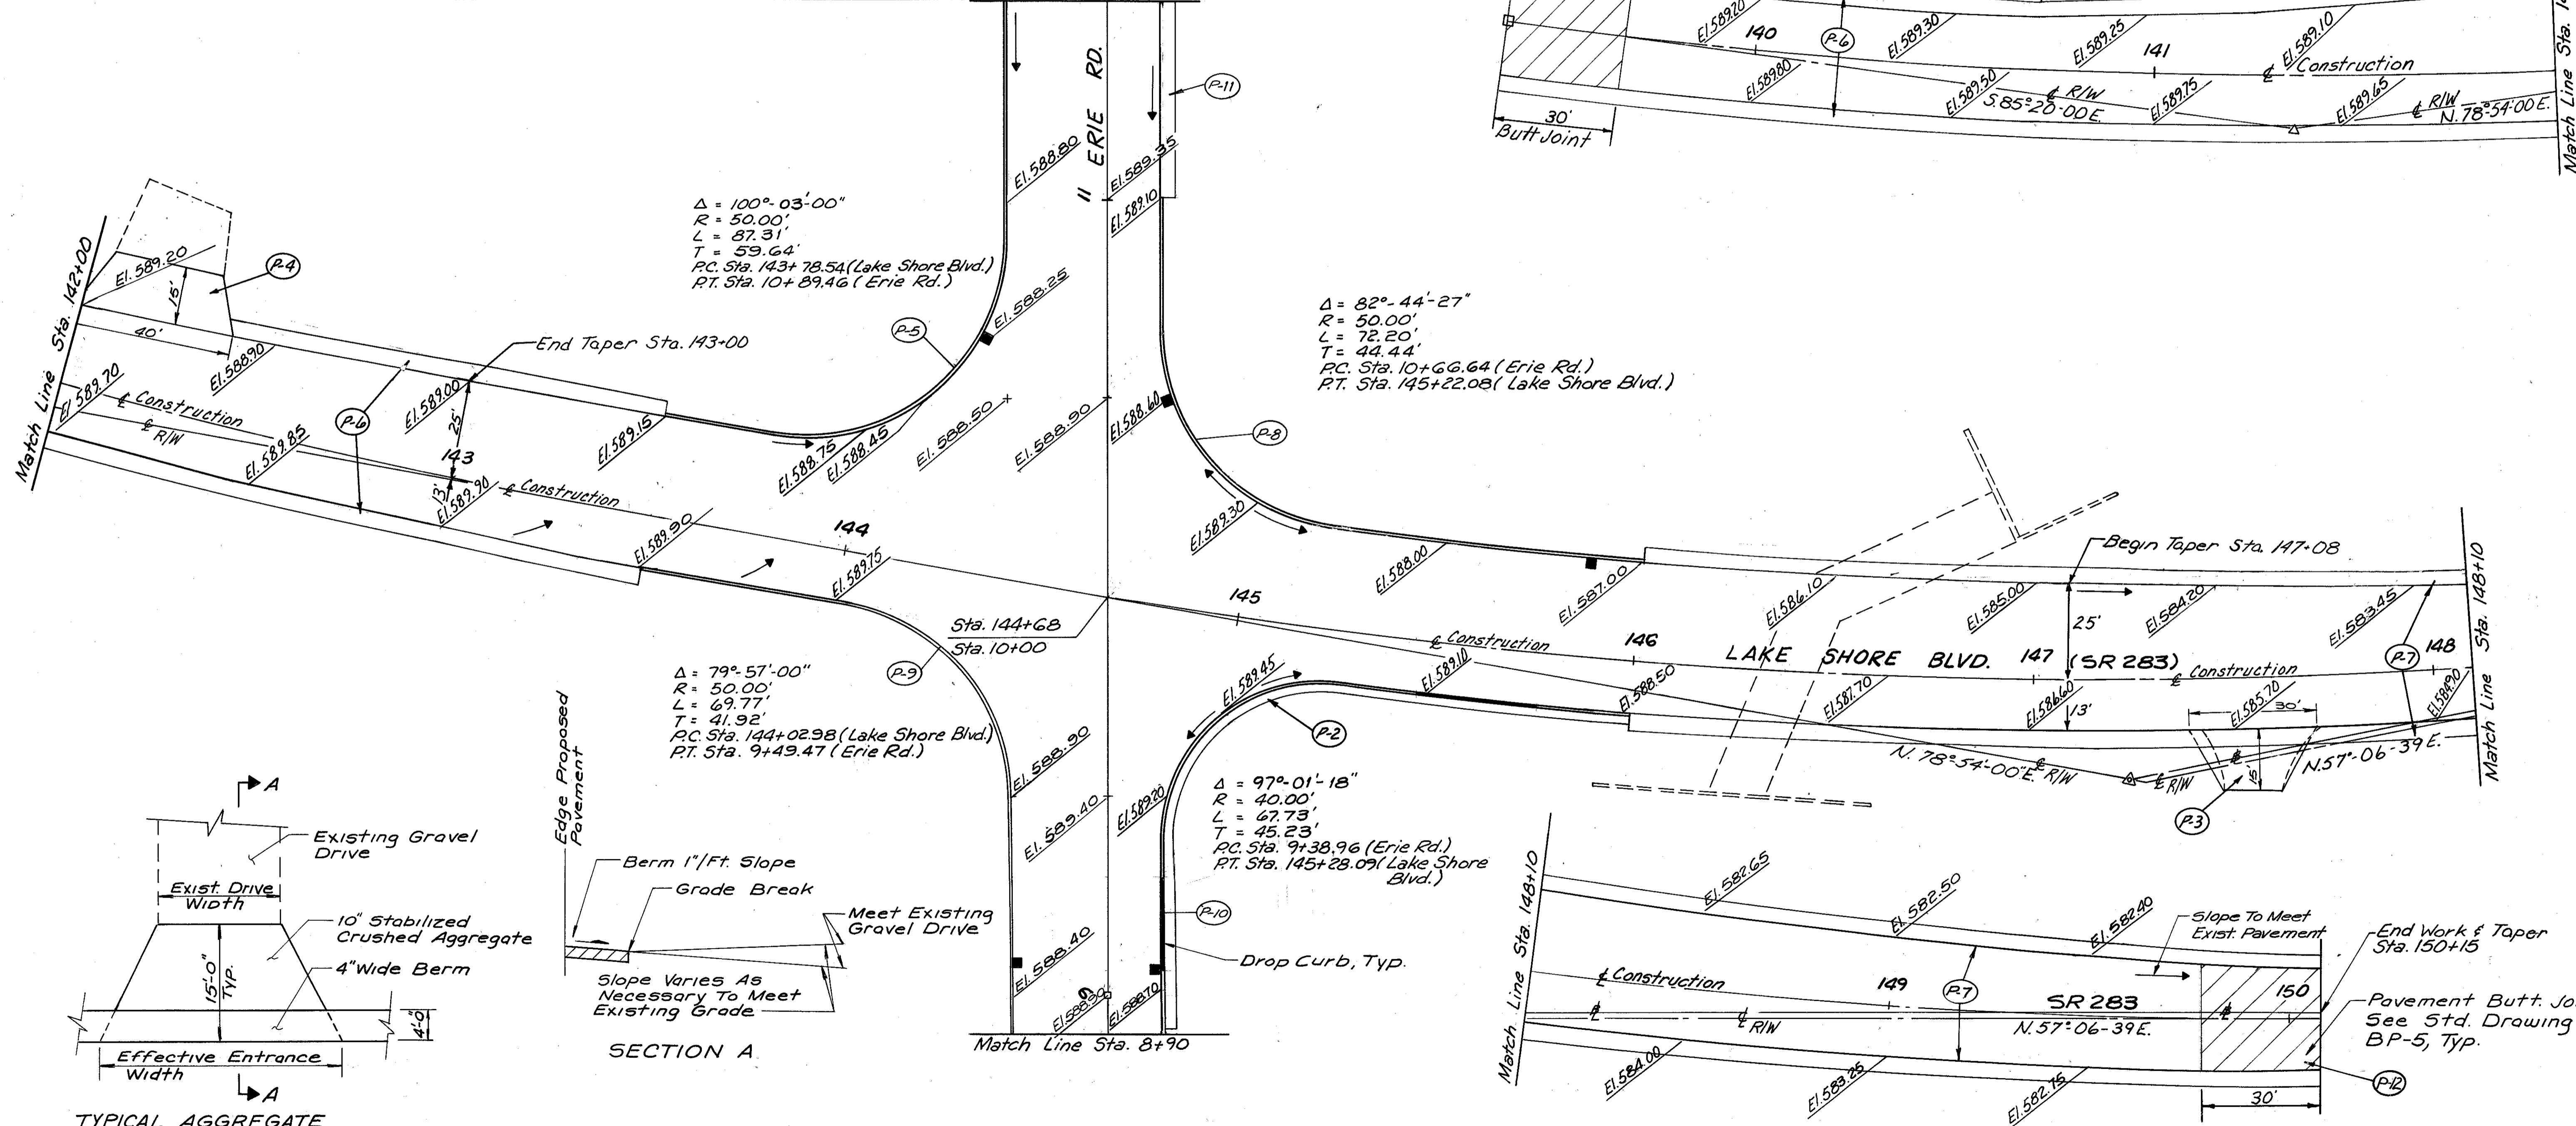 El.589.20
140
P-6
El.589.30
El.589.25
141
El.589.10
℄ Construction
El.589.80
El.589.50
℄ R/W
S.85°20-00E.
El.589.75
El.589.65
℄ R/W
N.78°54'00E.
30'
Butt Joint
Match Line Sta.
11 ERIE RD.
P-11
El.588.80
El.589.35
El.589.10
Δ = 100°-03'-00"
R = 50.00'
L = 87.31'
T = 59.64'
P.C. Sta. 143+78.54 (Lake Shore Blvd.)
P.T. Sta. 10+89.46 (Erie Rd.)
Match Line Sta. 142+00
El.589.20
15'
P-4
40'
El.588.90
El.589.70
℄ Construction
℄ R/W
El.589.85
P-6
End Taper Sta. 143+00
El.589.00
25'
143
13'
El.589.90
El.589.15
℄ Construction
P-5
El.588.25
El.588.75
El.588.45
El.588.50
El.588.90
El.588.60
P-8
Δ = 82°-44'-27"
R = 50.00'
L = 72.20'
T = 44.44'
P.C. Sta. 10+66.64 (Erie Rd.)
P.T. Sta. 145+22.08 (Lake Shore Blvd.)
El.589.90
144
El.589.75
El.589.30
145
Sta. 144+68
Sta. 10+00
El.588.00
El.587.00
El.586.10
El.585.00
Begin Taper Sta. 147+08
El.584.20
El.583.45
25'
℄ Construction
146
LAKE SHORE BLVD. 147 (SR 283)
℄ Construction
P-7
148
Match Line Sta. 148+10
El.589.45
El.589.10
El.588.50
El.587.70
El.586.60
13'
El.585.70
30'
El.584.90
N.78°54'-00"E.
℄ R/W
℄ R/W
15'
N.57°-06-39E.
P-3
P-9
P-2
Δ = 79°-57'-00"
R = 50.00'
L = 69.77'
T = 41.92'
P.C. Sta. 144+02.98 (Lake Shore Blvd.)
P.T. Sta. 9+49.47 (Erie Rd.)
El.588.90
El.589.40
El.589.20
Δ = 97°-01'-18"
R = 40.00'
L = 67.73'
T = 45.23'
P.C. Sta. 9+38.96 (Erie Rd.)
P.T. Sta. 145+28.09 (Lake Shore
Blvd.)
P-10
Drop Curb, Typ.
El.588.40
9
El.588.90
El.588.70
Match Line Sta. 8+90
A
Existing Gravel
Drive
Exist. Drive
Width
10" Stabilized
Crushed Aggregate
4" Wide Berm
15'-0"
TYP.
4'-0"
Effective Entrance
Width
A
TYPICAL AGGREGATE
Edge Proposed
Pavement
Berm 1"/Ft. Slope
Grade Break
Meet Existing
Gravel Drive
Slope Varies As
Necessary To Meet
Existing Grade
SECTION A
Match Line Sta. 148+10
El.582.65
El.582.50
El.582.40
Slope To Meet
Exist. Pavement
End Work & Taper
Sta. 150+15
℄ Construction
149
P-7
SR 283
150
℄
℄ R/W
N.57°-06-39E.
℄
Pavement Butt. Jo
See Std. Drawing
BP-5, Typ.
El.584.00
El.583.25
El.582.75
30'
P-12